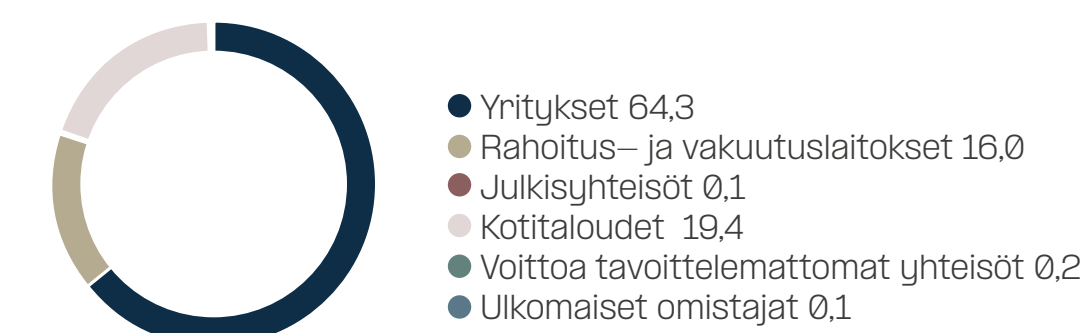 Yritykset 64,3
Rahoitus– ja vakuutuslaitokset 16,0
Julkisyhteisöt 0,1
Kotitaloudet 19,4
Voittoa tavoittelemattomat yhteisöt 0,2
Ulkomaiset omistajat 0,1